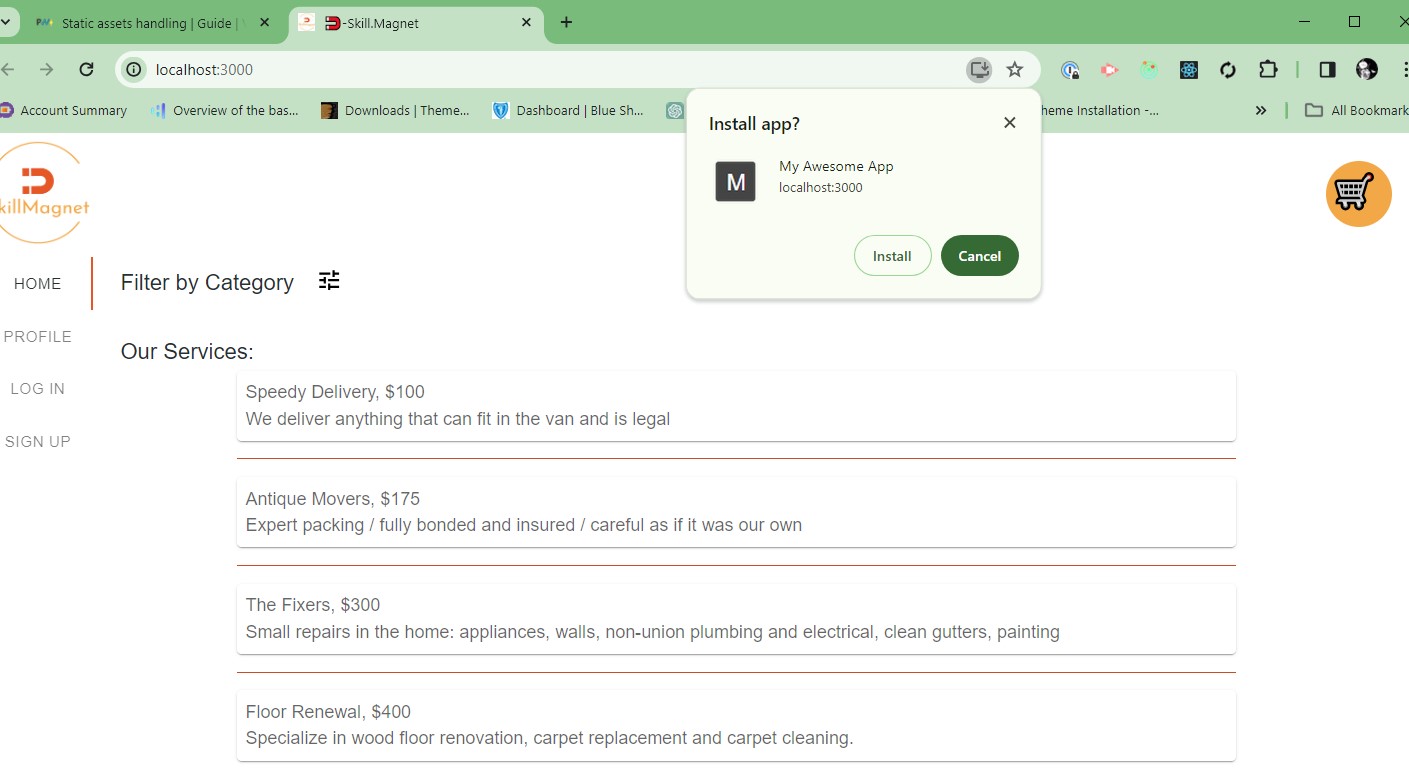 Static assets handling | Guide |
-Skill.Magnet
localhost:3000
Account Summary
Overview of the bas...
Downloads | Theme...
Dashboard | Blue Sh...
heme Installation -...
»
All Bookmark
Install app?
M
My Awesome App
localhost:3000
Install
Cancel
killMagnet
HOME
PROFILE
LOG IN
SIGN UP
Filter by Category
Our Services:
Speedy Delivery, $100
We deliver anything that can fit in the van and is legal
Antique Movers, $175
Expert packing / fully bonded and insured / careful as if it was our own
The Fixers, $300
Small repairs in the home: appliances, walls, non-union plumbing and electrical, clean gutters, painting
Floor Renewal, $400
Specialize in wood floor renovation, carpet replacement and carpet cleaning.